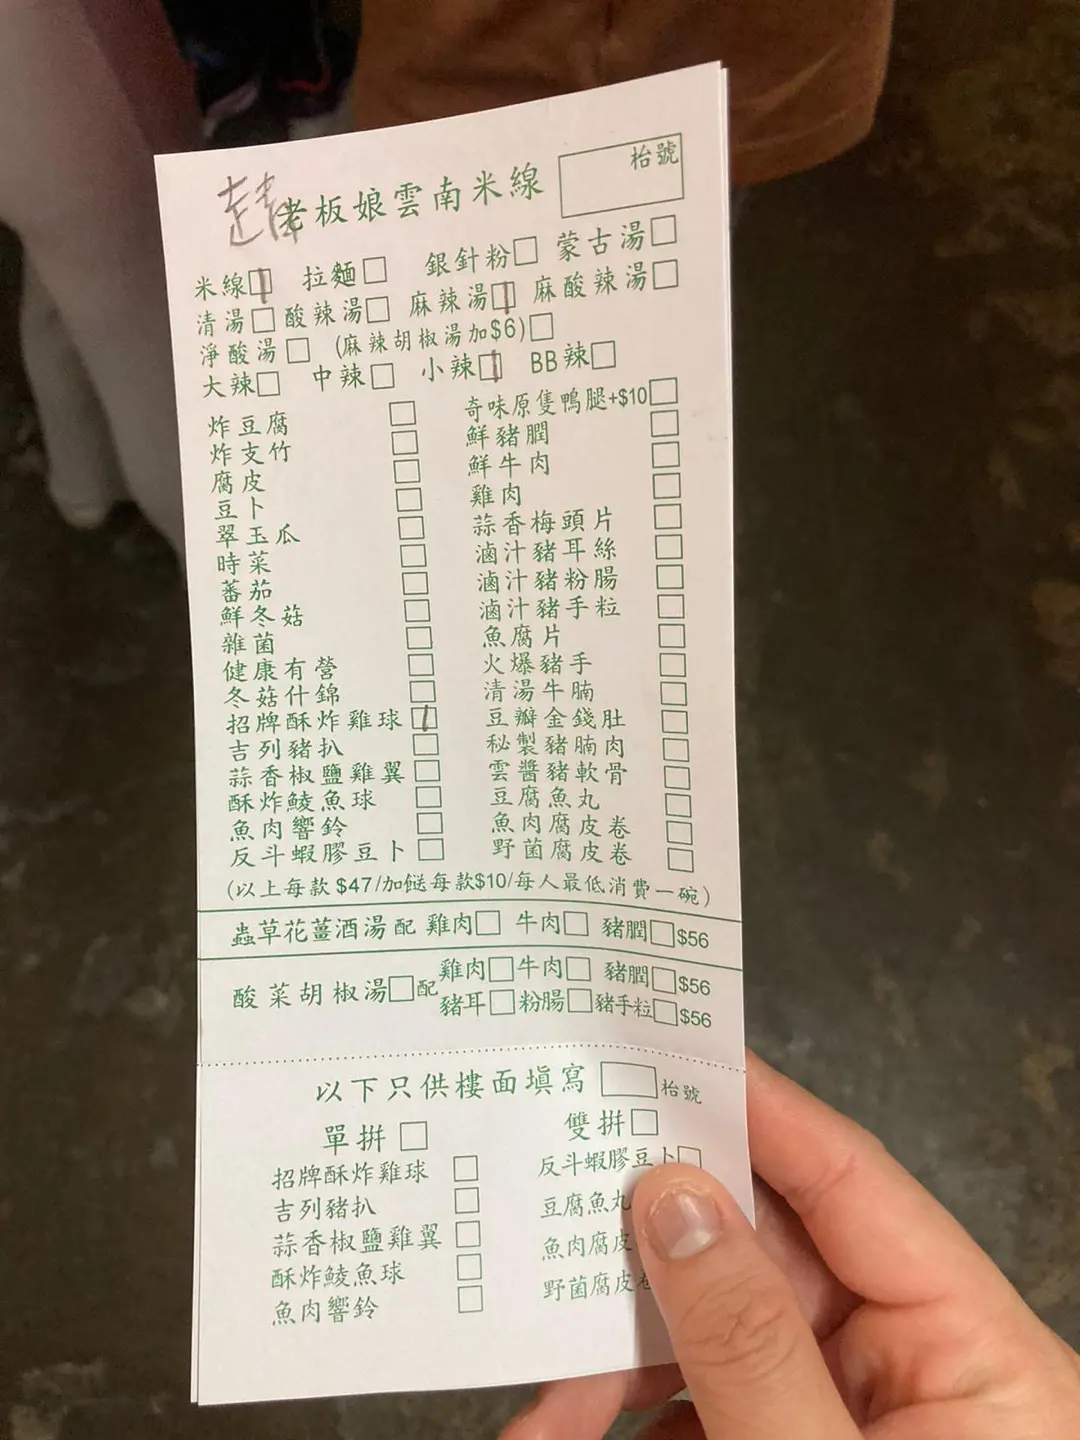 走青
老板娘雲南米線
枱號
米線 拉麵 銀針粉 蒙古湯
清湯 酸辣湯 麻辣湯 麻酸辣湯
淨酸湯 (麻辣胡椒湯加$6)
大辣 中辣 小辣 BB辣
炸豆腐 奇味原隻鴨腿+$10
炸支竹 鮮豬膶
腐皮 鮮牛肉
豆卜 雞肉
翠玉瓜 蒜香梅頭片
時菜 滷汁豬耳絲
蕃茄 滷汁豬粉腸
鮮冬菇 滷汁豬手粒
雜菌 魚腐片
健康有營 火爆豬手
冬菇什錦 清湯牛腩
招牌酥炸雞球 豆瓣金錢肚
吉列豬扒 秘製豬腩肉
蒜香椒鹽雞翼 雲醬豬軟骨
酥炸鯪魚球 豆腐魚丸
魚肉響鈴 魚肉腐皮卷
反斗蝦膠豆卜 野菌腐皮卷
(以上每款$47/加餸每款$10/每人最低消費一碗)
蟲草花薑酒湯配 雞肉 牛肉 豬膶 $56
酸菜胡椒湯 配 雞肉 牛肉 豬膶 $56
豬耳 粉腸 豬手粒 $56
以下只供樓面填寫 枱號
單拼 雙拼
招牌酥炸雞球 反斗蝦膠豆卜
吉列豬扒 豆腐魚丸
蒜香椒鹽雞翼 魚肉腐皮
酥炸鯪魚球 野菌腐皮卷
魚肉響鈴